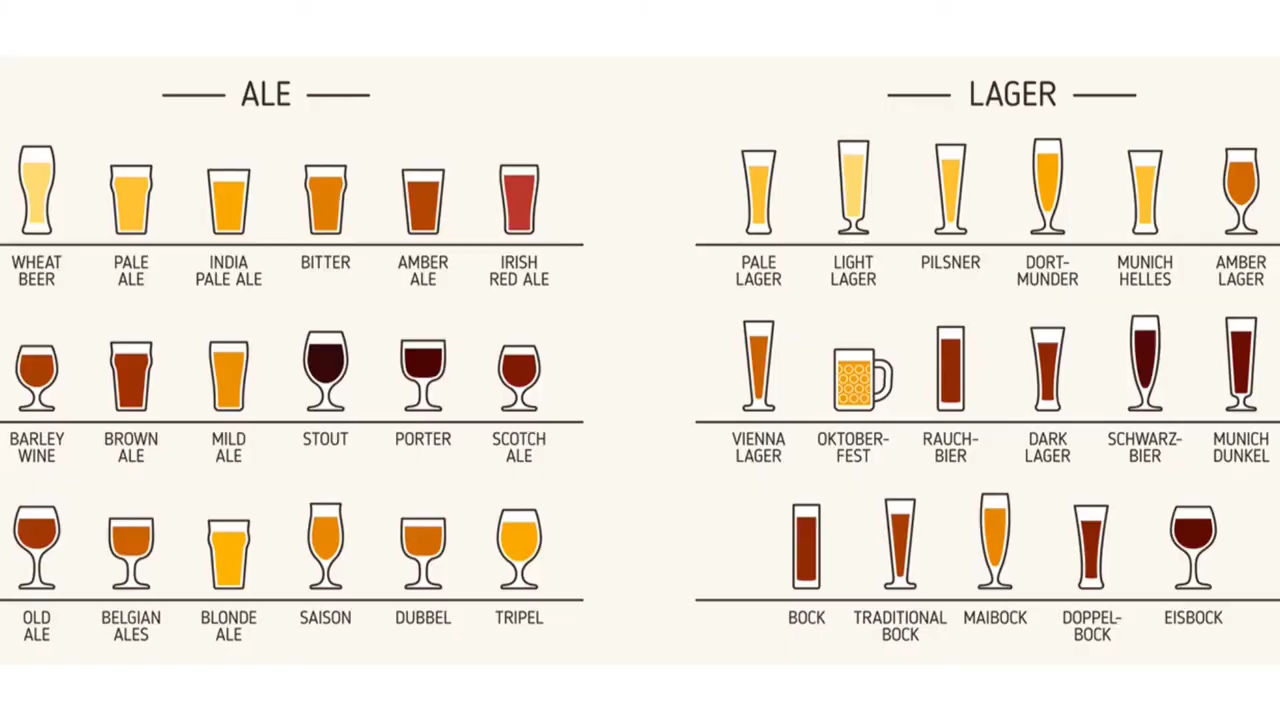 ALE
WHEAT
BEER
PALE
ALE
INDIA
PALE ALE
BITTER
AMBER
ALE
IRISH
RED ALE
BARLEY
WINE
BROWN
ALE
MILD
ALE
STOUT
PORTER
SCOTCH
ALE
OLD
ALE
BELGIAN
ALES
BLONDE
ALE
SAISON
DUBBEL
TRIPEL
LAGER
PALE
LAGER
LIGHT
LAGER
PILSNER
DORT-
MUNDER
MUNICH
HELLES
AMBER
LAGER
VIENNA
LAGER
OKTOBER-
FEST
RAUCH-
BIER
DARK
LAGER
SCHWARZ-
BIER
MUNICH
DUNKEL
BOCK
TRADITIONAL
BOCK
MAIBOCK
DOPPEL-
BOCK
EISBOCK